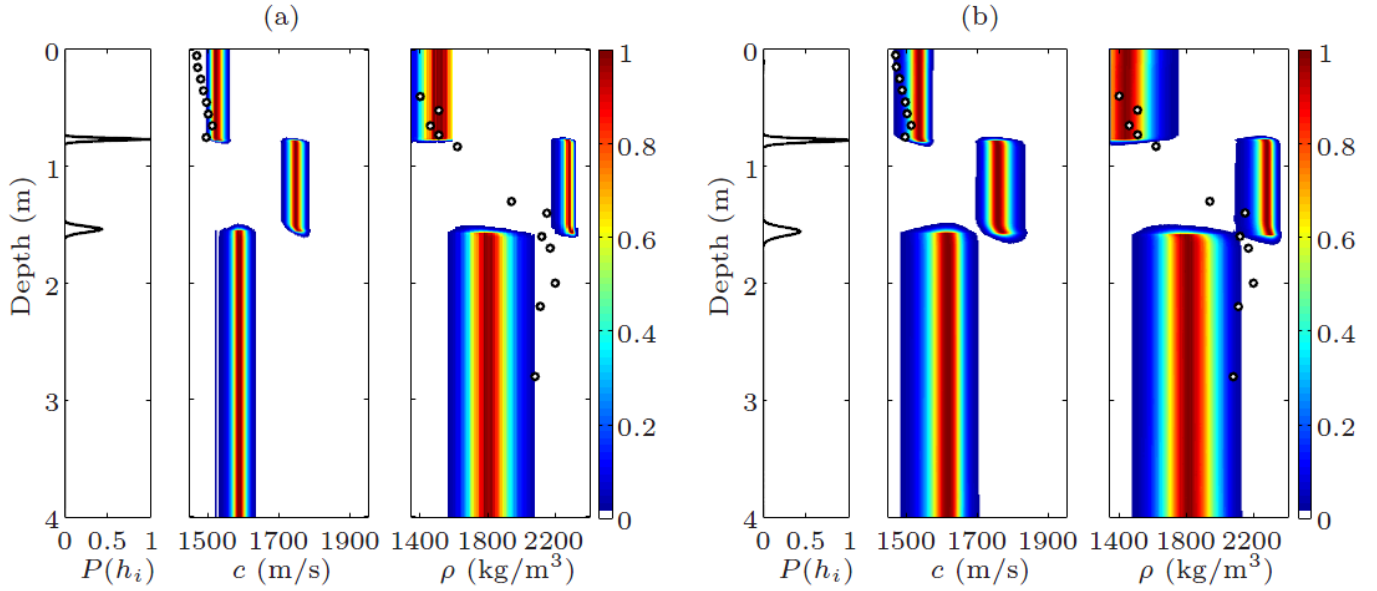 (a) (b)
0 1 0 1
0.8 0.8
1 1
0.6 0.6
Depth (m) Depth (m)
2 2
0.4 0.4
3 3
0.2 0.2
4 0 4 0
0 0.5 1 1500 1700 1900 1400 1800 2200 0 0.5 1 1500 1700 1900 1400 1800 2200
P(h_i) c (m/s) ρ (kg/m³) P(h_i) c (m/s) ρ (kg/m³)